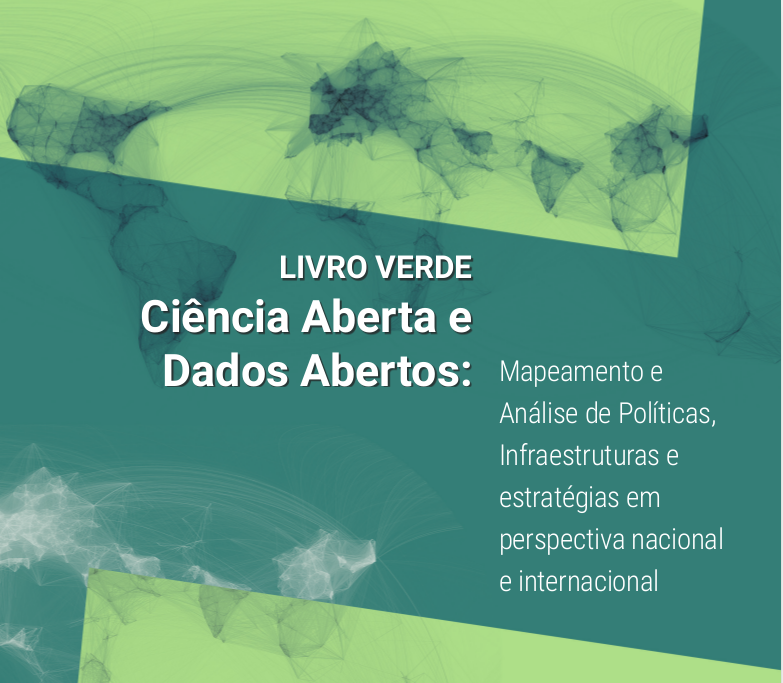 LIVRO VERDE
Ciência Aberta e
Dados Abertos:
Mapeamento e
Análise de Políticas,
Infraestruturas e
estratégias em
perspectiva nacional
e internacional